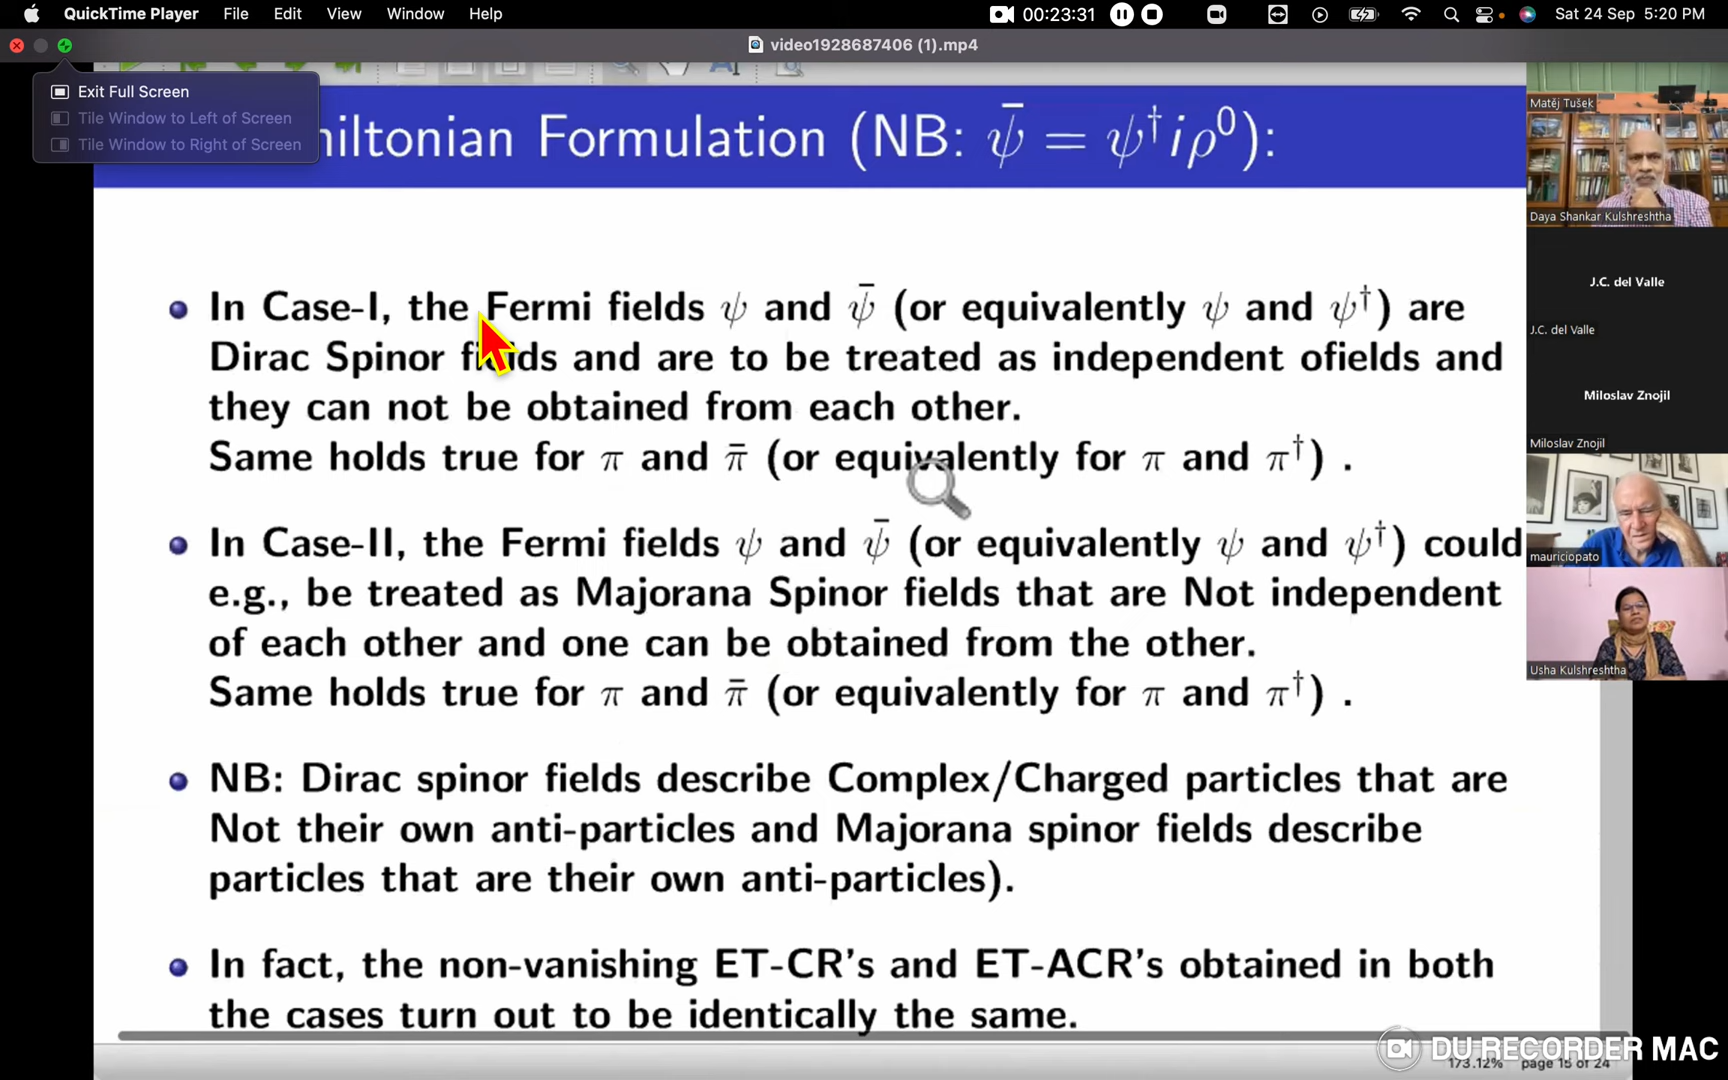 QuickTime Player File Edit View Window Help 00:23:31 Sat 24 Sep 5:20 PM
video1928687406 (1).mp4
Exit Full Screen
Tile Window to Left of Screen
Tile Window to Right of Screen
miltonian Formulation (NB: ψ̄ = ψ†iρ⁰):
In Case-I, the Fermi fields ψ and ψ̄ (or equivalently ψ and ψ†) are
Dirac Spinor fields and are to be treated as independent ofields and
they can not be obtained from each other.
Same holds true for π and π̄ (or equivalently for π and π†) .
In Case-II, the Fermi fields ψ and ψ̄ (or equivalently ψ and ψ†) could
e.g., be treated as Majorana Spinor fields that are Not independent
of each other and one can be obtained from the other.
Same holds true for π and π̄ (or equivalently for π and π†) .
NB: Dirac spinor fields describe Complex/Charged particles that are
Not their own anti-particles and Majorana spinor fields describe
particles that are their own anti-particles).
In fact, the non-vanishing ET-CR's and ET-ACR's obtained in both
the cases turn out to be identically the same.
Matěj Tušek
Daya Shankar Kulshreshtha
J.C. del Valle
J.C. del Valle
Miloslav Znojil
Miloslav Znojil
mauriciopato
Usha Kulshreshtha
DU RECORDER MAC
173.12% page 15 of 24